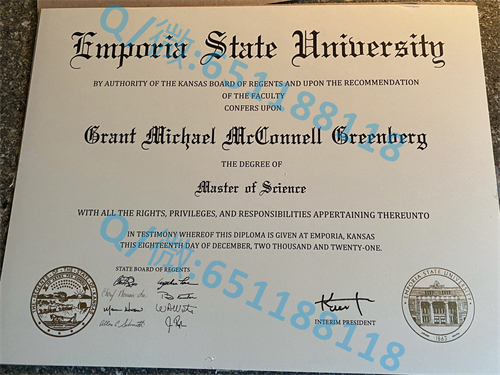 Emporia State University
BY AUTHORITY OF THE KANSAS BOARD OF REGENTS AND UPON THE RECOMMENDATION
OF THE FACULTY
CONFERS UPON
Grant Michael McConnell Greenberg
THE DEGREE OF
Master of Science
WITH ALL THE RIGHTS, PRIVILEGES, AND RESPONSIBILITIES APPERTAINING THEREUNTO
IN TESTIMONY WHEREOF THIS DIPLOMA IS GIVEN AT EMPORIA, KANSAS
THIS EIGHTEENTH DAY OF DECEMBER, TWO THOUSAND AND TWENTY-ONE.
STATE BOARD OF REGENTS
INTERIM PRESIDENT
EMPORIA STATE UNIVERSITY
1863
Q/微:651188118
Q/微:651188118